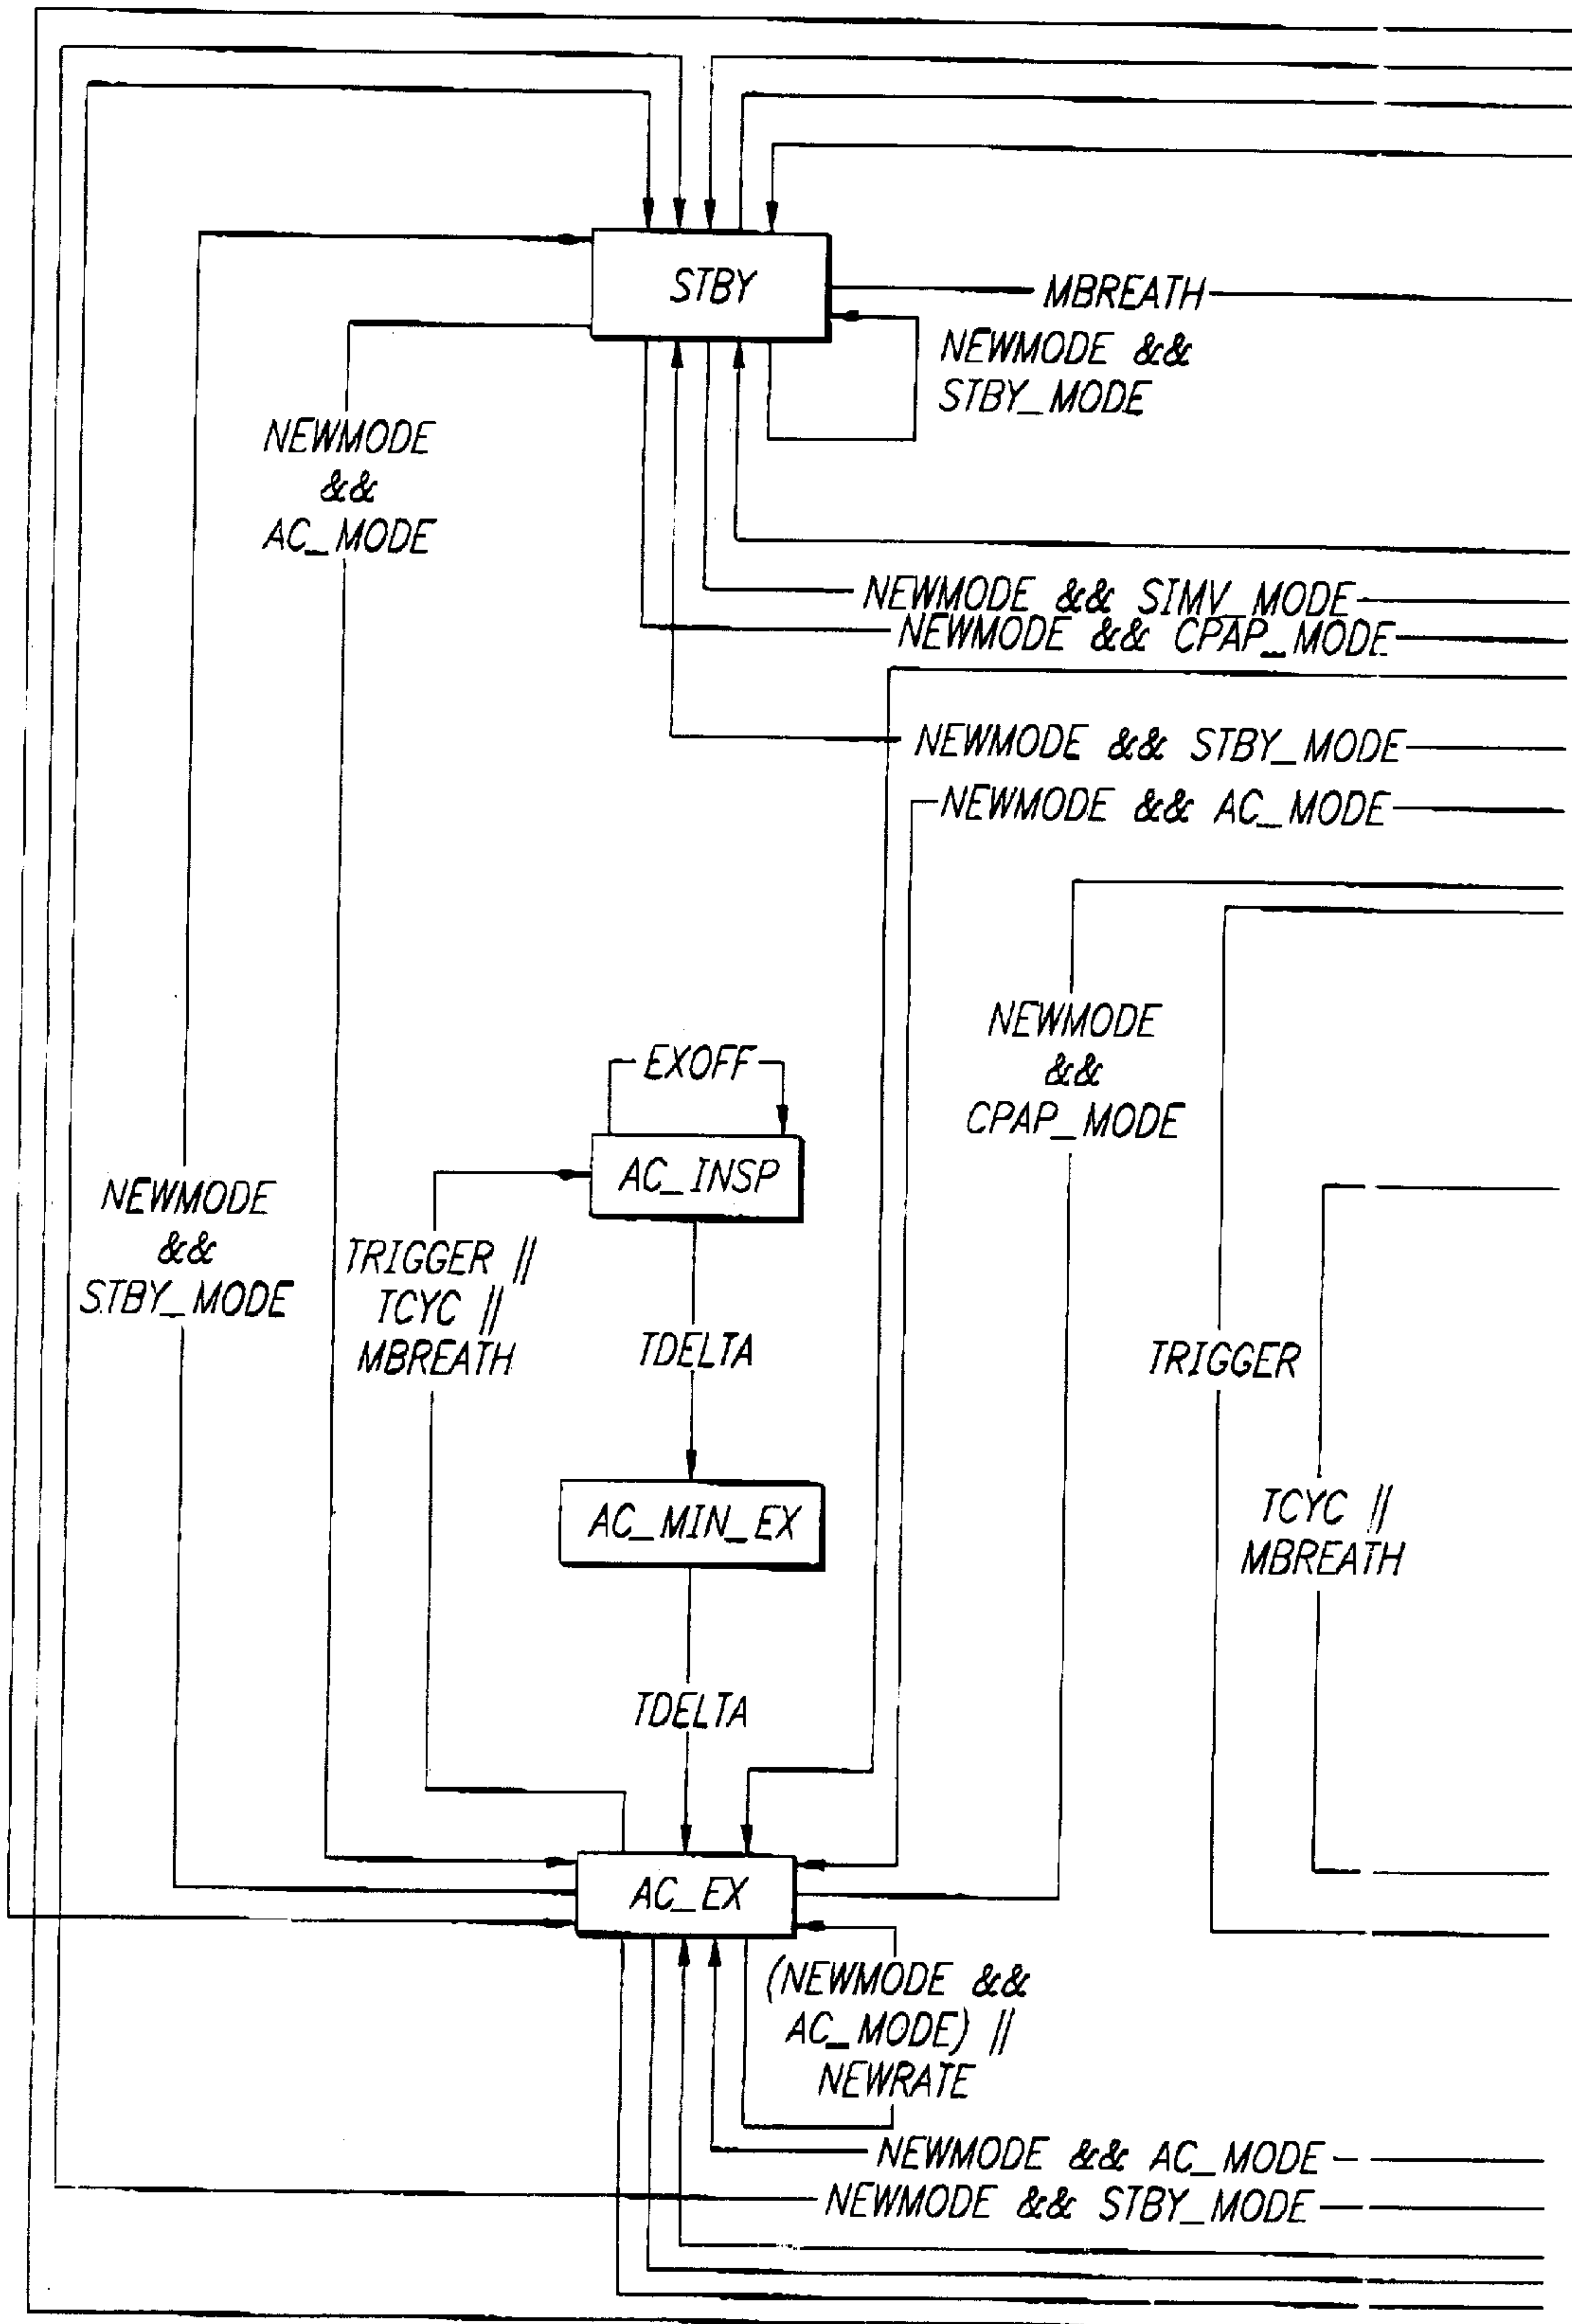 STBY
MBREATH
NEWMODE &&
STBY_MODE
NEWMODE
&&
AC_MODE
NEWMODE && SIMV_MODE
NEWMODE && CPAP_MODE
NEWMODE && STBY_MODE
NEWMODE && AC_MODE
NEWMODE
&&
CPAP_MODE
EXOFF
AC_INSP
NEWMODE
&&
STBY_MODE
TRIGGER ||
TCYC ||
MBREATH
TDELTA
TRIGGER
AC_MIN_EX
TCYC ||
MBREATH
TDELTA
AC_EX
(NEWMODE &&
AC_MODE) ||
NEWRATE
NEWMODE && AC_MODE
NEWMODE && STBY_MODE